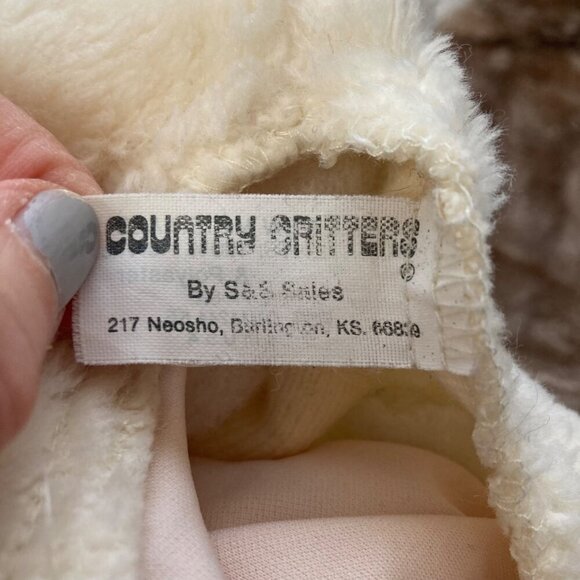 COUNTRY CRITTERS®
By S&S Sales
217 Neosho, Burlington, KS. 66839